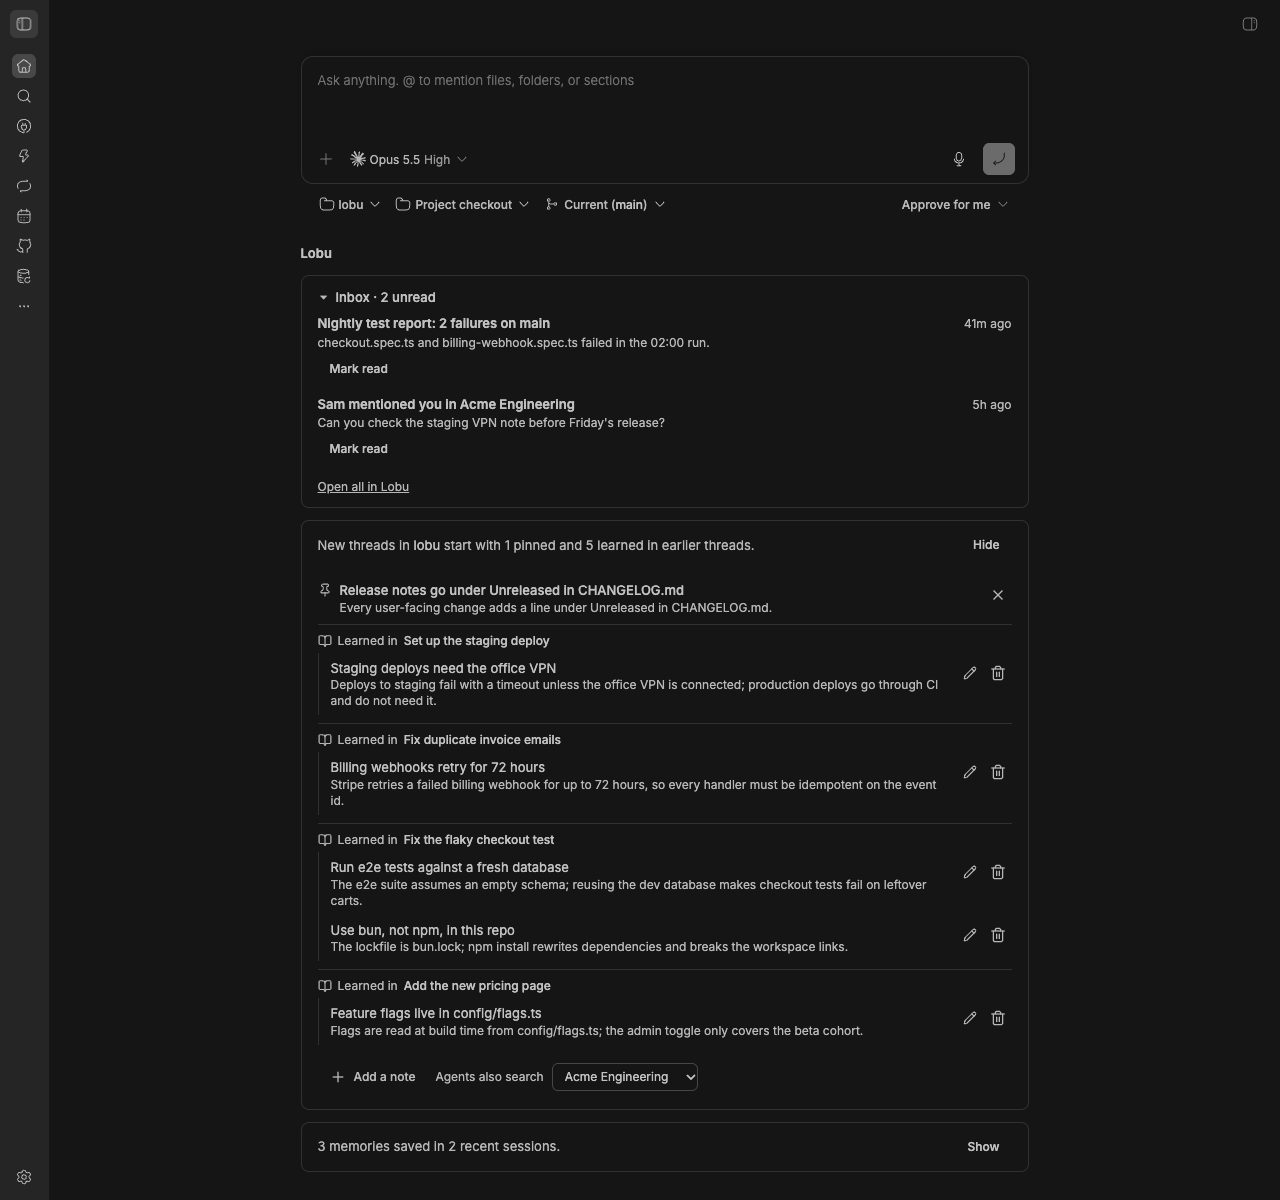 Ask anything. @ to mention files, folders, or sections
Opus 5.5 High
lobu
Project checkout
Current (main)
Approve for me
Lobu
Inbox · 2 unread
Nightly test report: 2 failures on main
41m ago
checkout.spec.ts and billing-webhook.spec.ts failed in the 02:00 run.
Mark read
Sam mentioned you in Acme Engineering
5h ago
Can you check the staging VPN note before Friday's release?
Mark read
Open all in Lobu
New threads in lobu start with 1 pinned and 5 learned in earlier threads.
Hide
Release notes go under Unreleased in CHANGELOG.md
Every user-facing change adds a line under Unreleased in CHANGELOG.md.
Learned in Set up the staging deploy
Staging deploys need the office VPN
Deploys to staging fail with a timeout unless the office VPN is connected; production deploys go through CI
and do not need it.
Learned in Fix duplicate invoice emails
Billing webhooks retry for 72 hours
Stripe retries a failed billing webhook for up to 72 hours, so every handler must be idempotent on the event
id.
Learned in Fix the flaky checkout test
Run e2e tests against a fresh database
The e2e suite assumes an empty schema; reusing the dev database makes checkout tests fail on leftover
carts.
Use bun, not npm, in this repo
The lockfile is bun.lock; npm install rewrites dependencies and breaks the workspace links.
Learned in Add the new pricing page
Feature flags live in config/flags.ts
Flags are read at build time from config/flags.ts; the admin toggle only covers the beta cohort.
Add a note
Agents also search
Acme Engineering
3 memories saved in 2 recent sessions.
Show